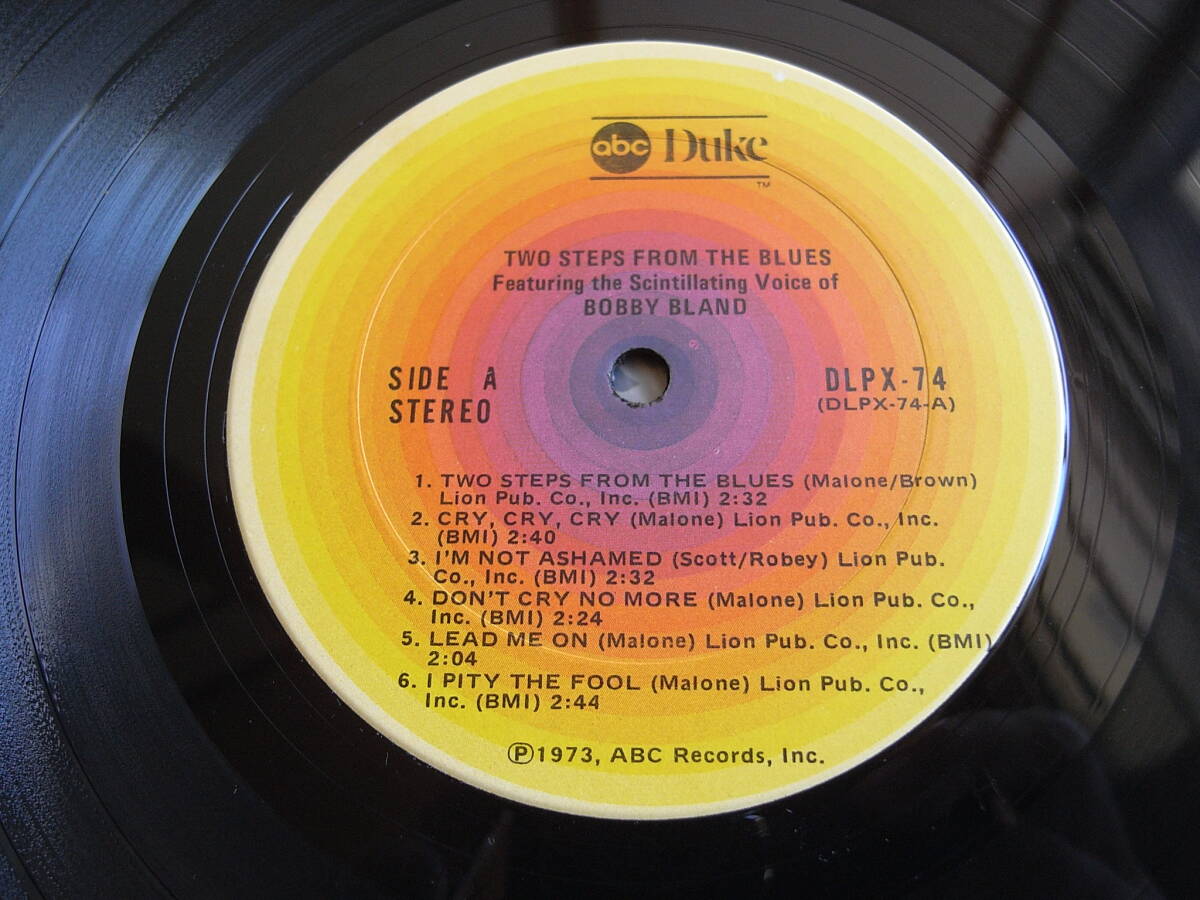 abc Duke
TM
TWO STEPS FROM THE BLUES
Featuring the Scintillating Voice of
BOBBY BLAND
SIDE A
STEREO
DLPX-74
(DLPX-74-A)
1. TWO STEPS FROM THE BLUES (Malone/Brown)
Lion Pub. Co., Inc. (BMI) 2:32
2. CRY, CRY, CRY (Malone) Lion Pub. Co., Inc.
(BMI) 2:40
3. I'M NOT ASHAMED (Scott/Robey) Lion Pub.
Co., Inc. (BMI) 2:32
4. DON'T CRY NO MORE (Malone) Lion Pub. Co.,
Inc. (BMI) 2:24
5. LEAD ME ON (Malone) Lion Pub. Co., Inc. (BMI)
2:04
6. I PITY THE FOOL (Malone) Lion Pub. Co.,
Inc. (BMI) 2:44
Ⓟ1973, ABC Records, Inc.